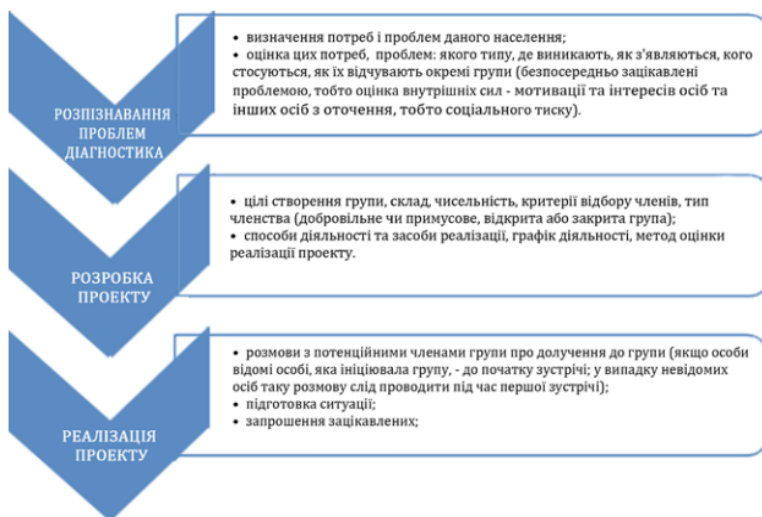 РОЗПІЗНАВАННЯ
ПРОБЛЕМ
ДІАГНОСТИКА
• визначення потреб і проблем даного населення;
• оцінка цих потреб, проблем: якого типу, де виникають, як з'являються, кого
стосуються, як їх відчувають окремі групи (безпосередньо зацікавлені
проблемою, тобто оцінка внутрішніх сил - мотивації та інтересів осіб та
інших осіб з оточення, тобто соціального тиску).
РОЗРОБКА
ПРОЕКТУ
• цілі створення групи, склад, чисельність, критерії відбору членів, тип
членства (добровільне чи примусове, відкрита або закрита група);
• способи діяльності та засоби реалізації, графік діяльності, метод оцінки
реалізації проекту.
РЕАЛІЗАЦІЯ
ПРОЕКТУ
• розмови з потенційними членами групи про долучення до групи (якщо особи
відомі особі, яка ініціювала групу, - до початку зустрічі; у випадку невідомих
осіб таку розмову слід проводити під час першої зустрічі);
• підготовка ситуації;
• запрошення зацікавлених;